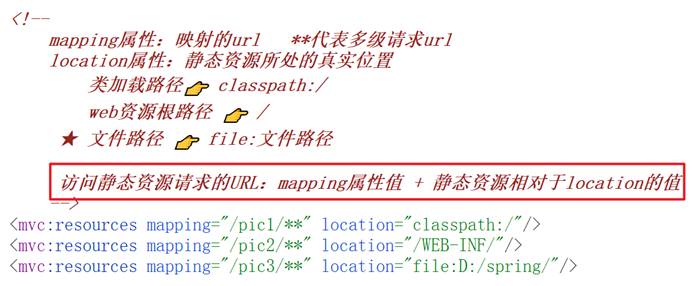 <!--
mapping属性：映射的url   **代表多级请求url
location属性：静态资源所处的真实位置
类加载路径👉 classpath:/
web资源根路径 👉 /
★ 文件路径 👉 file:文件路径
访问静态资源请求的URL：mapping属性值 + 静态资源相对于location的值
-->
<mvc:resources mapping="/pic1/**" location="classpath:/"/>
<mvc:resources mapping="/pic2/**" location="/WEB-INF/"/>
<mvc:resources mapping="/pic3/**" location="file:D:/spring/"/>